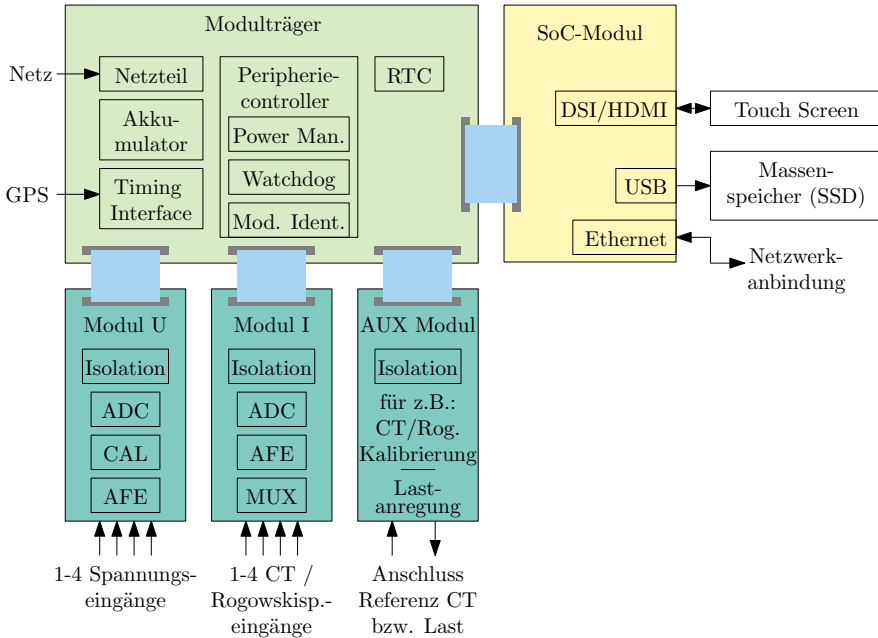 Modulträger
Netz
Netzteil
Akku-
mulator
GPS
Timing
Interface
Peripherie-
controller
Power Man.
Watchdog
Mod. Ident.
RTC
SoC-Modul
DSI/HDMI
Touch Screen
USB
Massen-
speicher (SSD)
Ethernet
Netzwerk-
anbindung
Modul U
Isolation
ADC
CAL
AFE
1-4 Spannungs-
eingänge
Modul I
Isolation
ADC
AFE
MUX
1-4 CT /
Rogowskisp.-
eingänge
AUX Modul
Isolation
für z.B.:
CT/Rog.
Kalibrierung
Last-
anregung
Anschluss
Referenz CT
bzw. Last